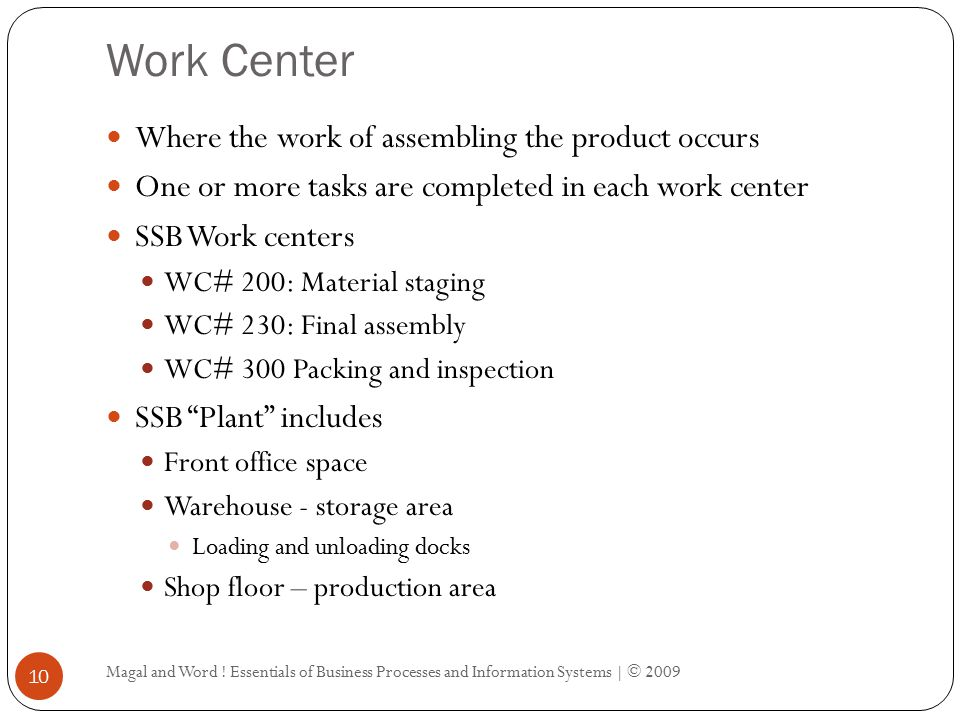 Work Center
Where the work of assembling the product occurs
One or more tasks are completed in each work center
SSB Work centers
WC# 200: Material staging
WC# 230: Final assembly
WC# 300 Packing and inspection
SSB “Plant” includes
Front office space
Warehouse - storage area
Loading and unloading docks
Shop floor – production area
10
Magal and Word ! Essentials of Business Processes and Information Systems | © 2009